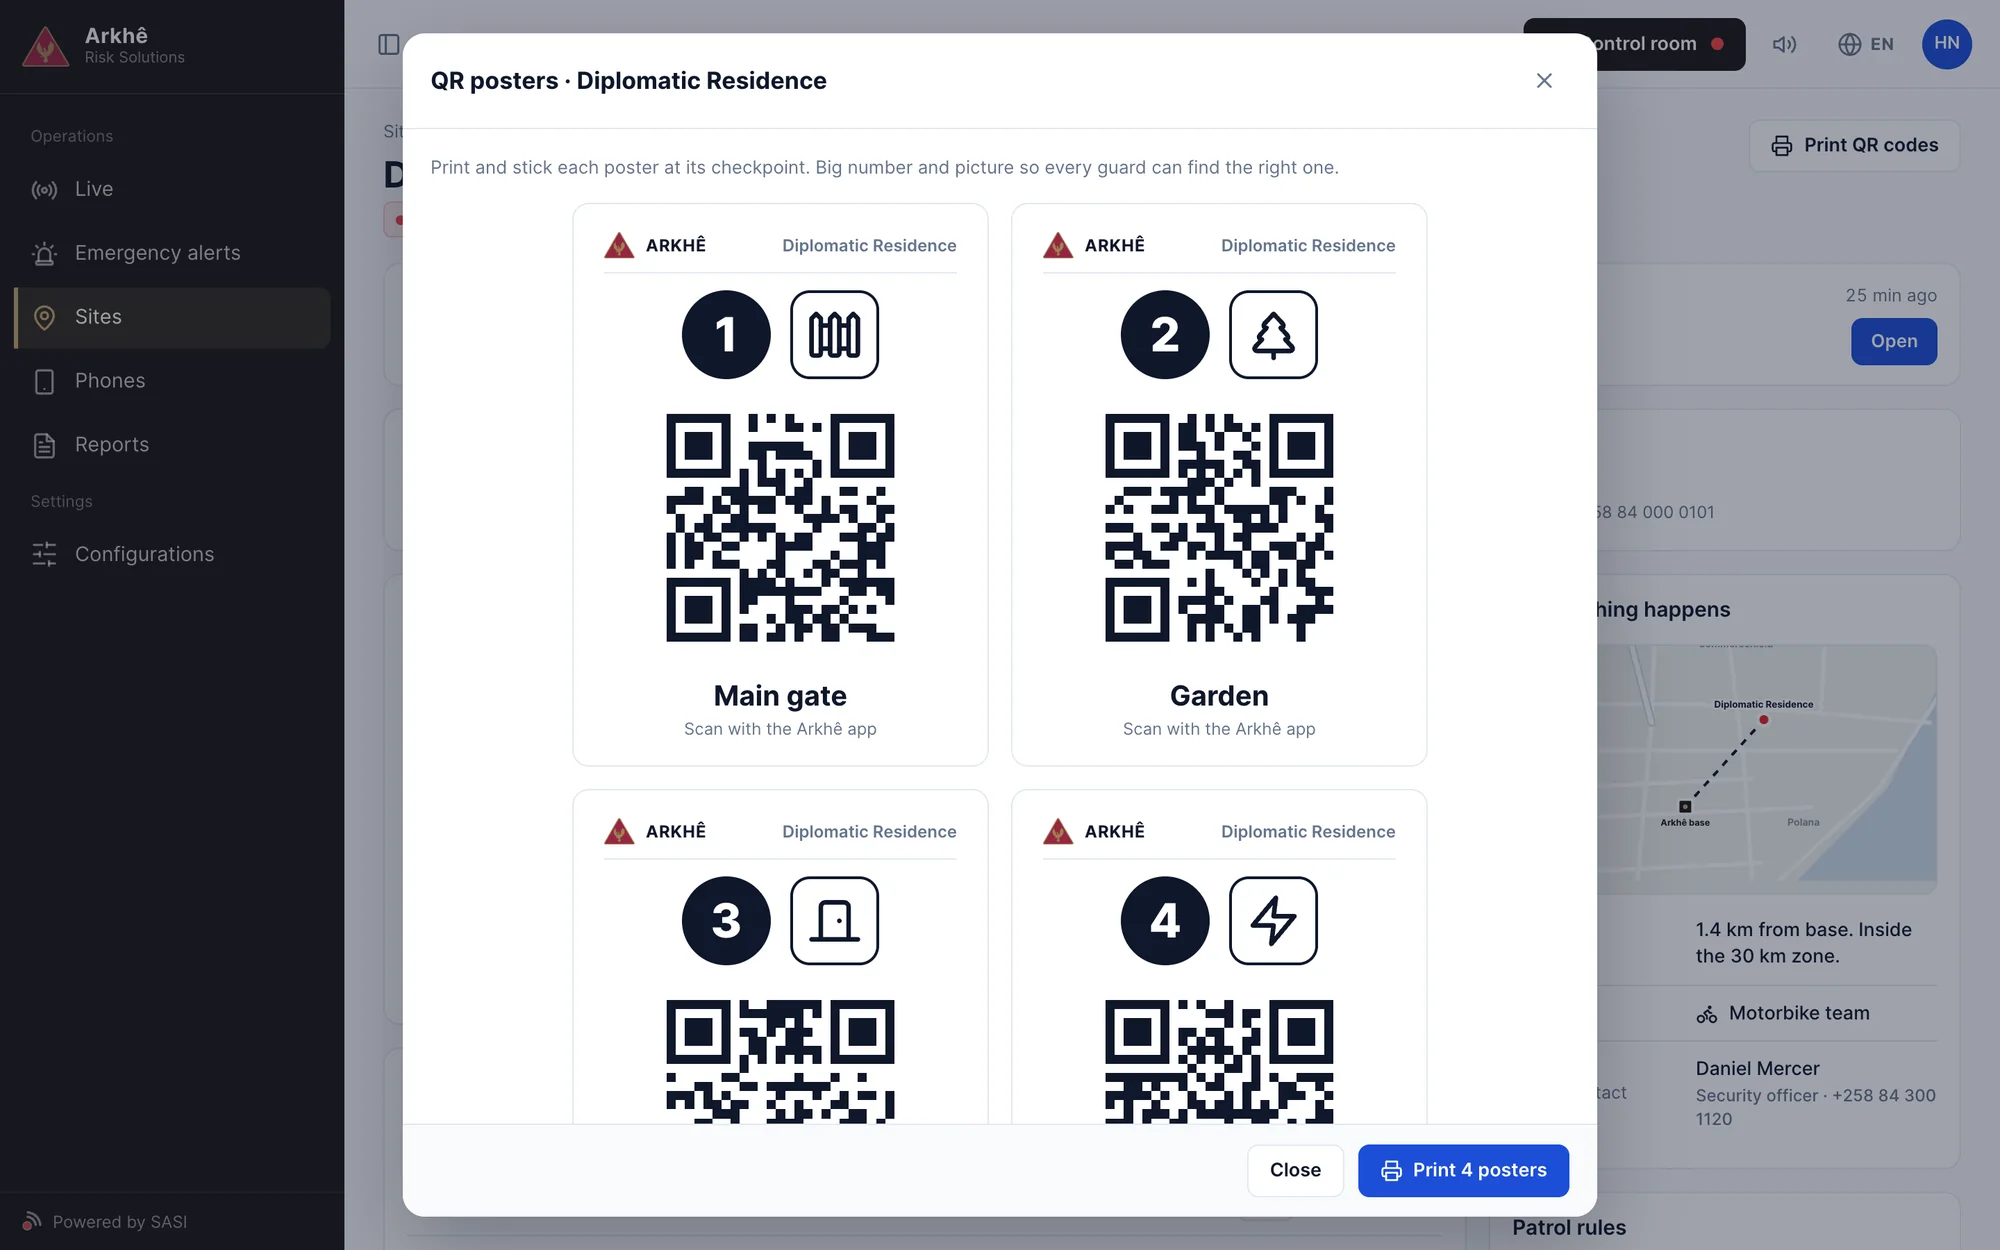 Arkhê
Risk Solutions
Operations
Live
Emergency alerts
Sites
Phones
Reports
Settings
Configurations
Powered by SASI
ontrol room
EN
HN
Print QR codes
QR posters · Diplomatic Residence
Print and stick each poster at its checkpoint. Big number and picture so every guard can find the right one.
ARKHÊ
Diplomatic Residence
1
Main gate
Scan with the Arkhê app
ARKHÊ
Diplomatic Residence
2
Garden
Scan with the Arkhê app
ARKHÊ
Diplomatic Residence
3
ARKHÊ
Diplomatic Residence
4
Close
Print 4 posters
25 min ago
Open
58 84 000 0101
hing happens
Diplomatic Residence
Arkhê base
Polana
1.4 km from base. Inside
the 30 km zone.
Motorbike team
Daniel Mercer
tact
Security officer · +258 84 300
1120
Patrol rules